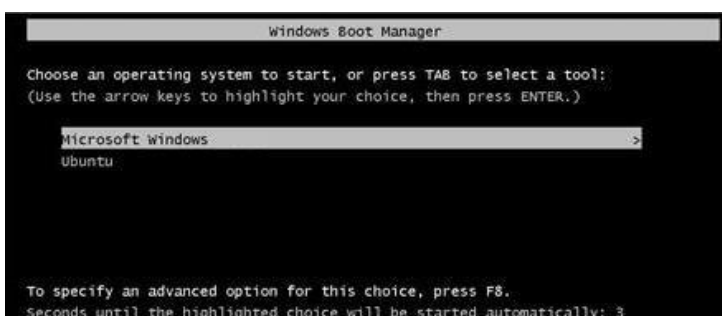 Windows Boot Manager
Choose an operating system to start, or press TAB to select a tool:
(Use the arrow keys to highlight your choice, then press ENTER.)
Microsoft Windows >
Ubuntu
To specify an advanced option for this choice, press F8.
Seconds until the highlighted choice will be started automatically: 3